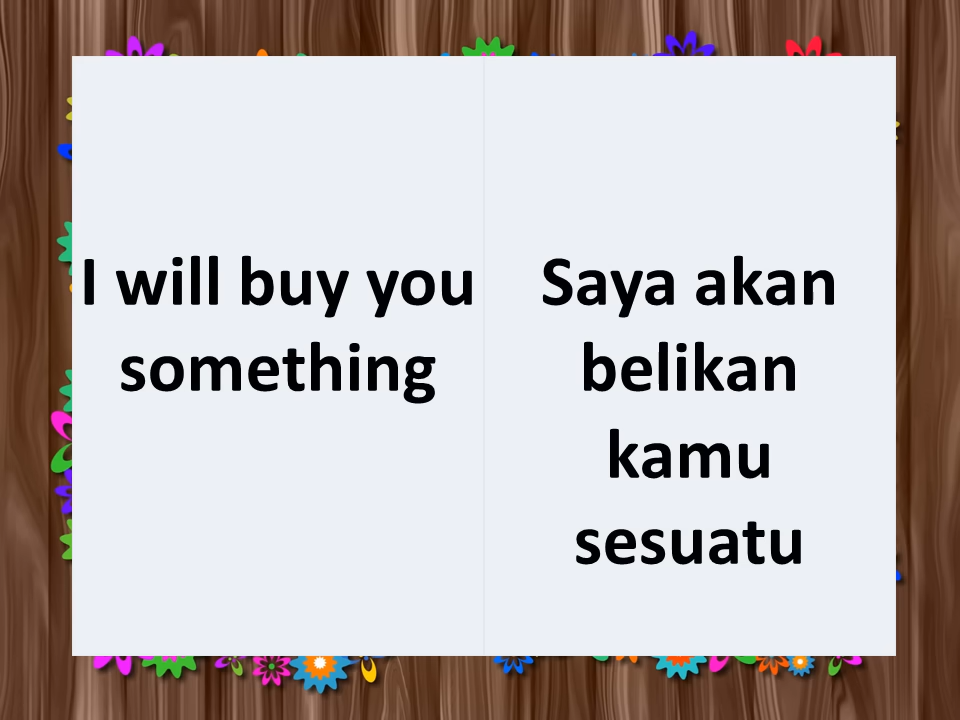 I will buy you
something
Saya akan
belikan
kamu
sesuatu